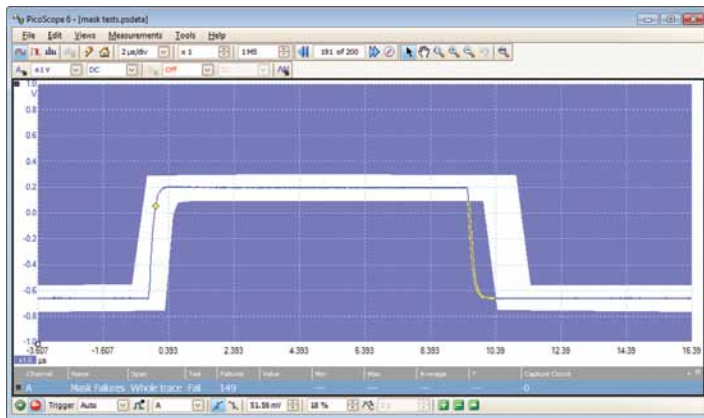 PicoScope 6 - [mask tests.psdata]
File Edit Views Measurements Tools Help
2 µs/div x 1 1 MS 191 of 200
A ±1 V DC Off
1.0
V
0.8
0.6
0.4
0.2
0.0
-0.2
-0.4
-0.6
-0.8
-1.0
-3.607 -1.607 0.393 2.393 4.393 6.393 8.393 10.39 12.39 14.39 16.39
x1.0 µs
Channel Name Span Test Failures Value Min Max Average σ Capture Count
A Mask Failures Whole trace Fail 149 --- --- --- --- 0
Trigger Auto A 51.56 mV 18 %